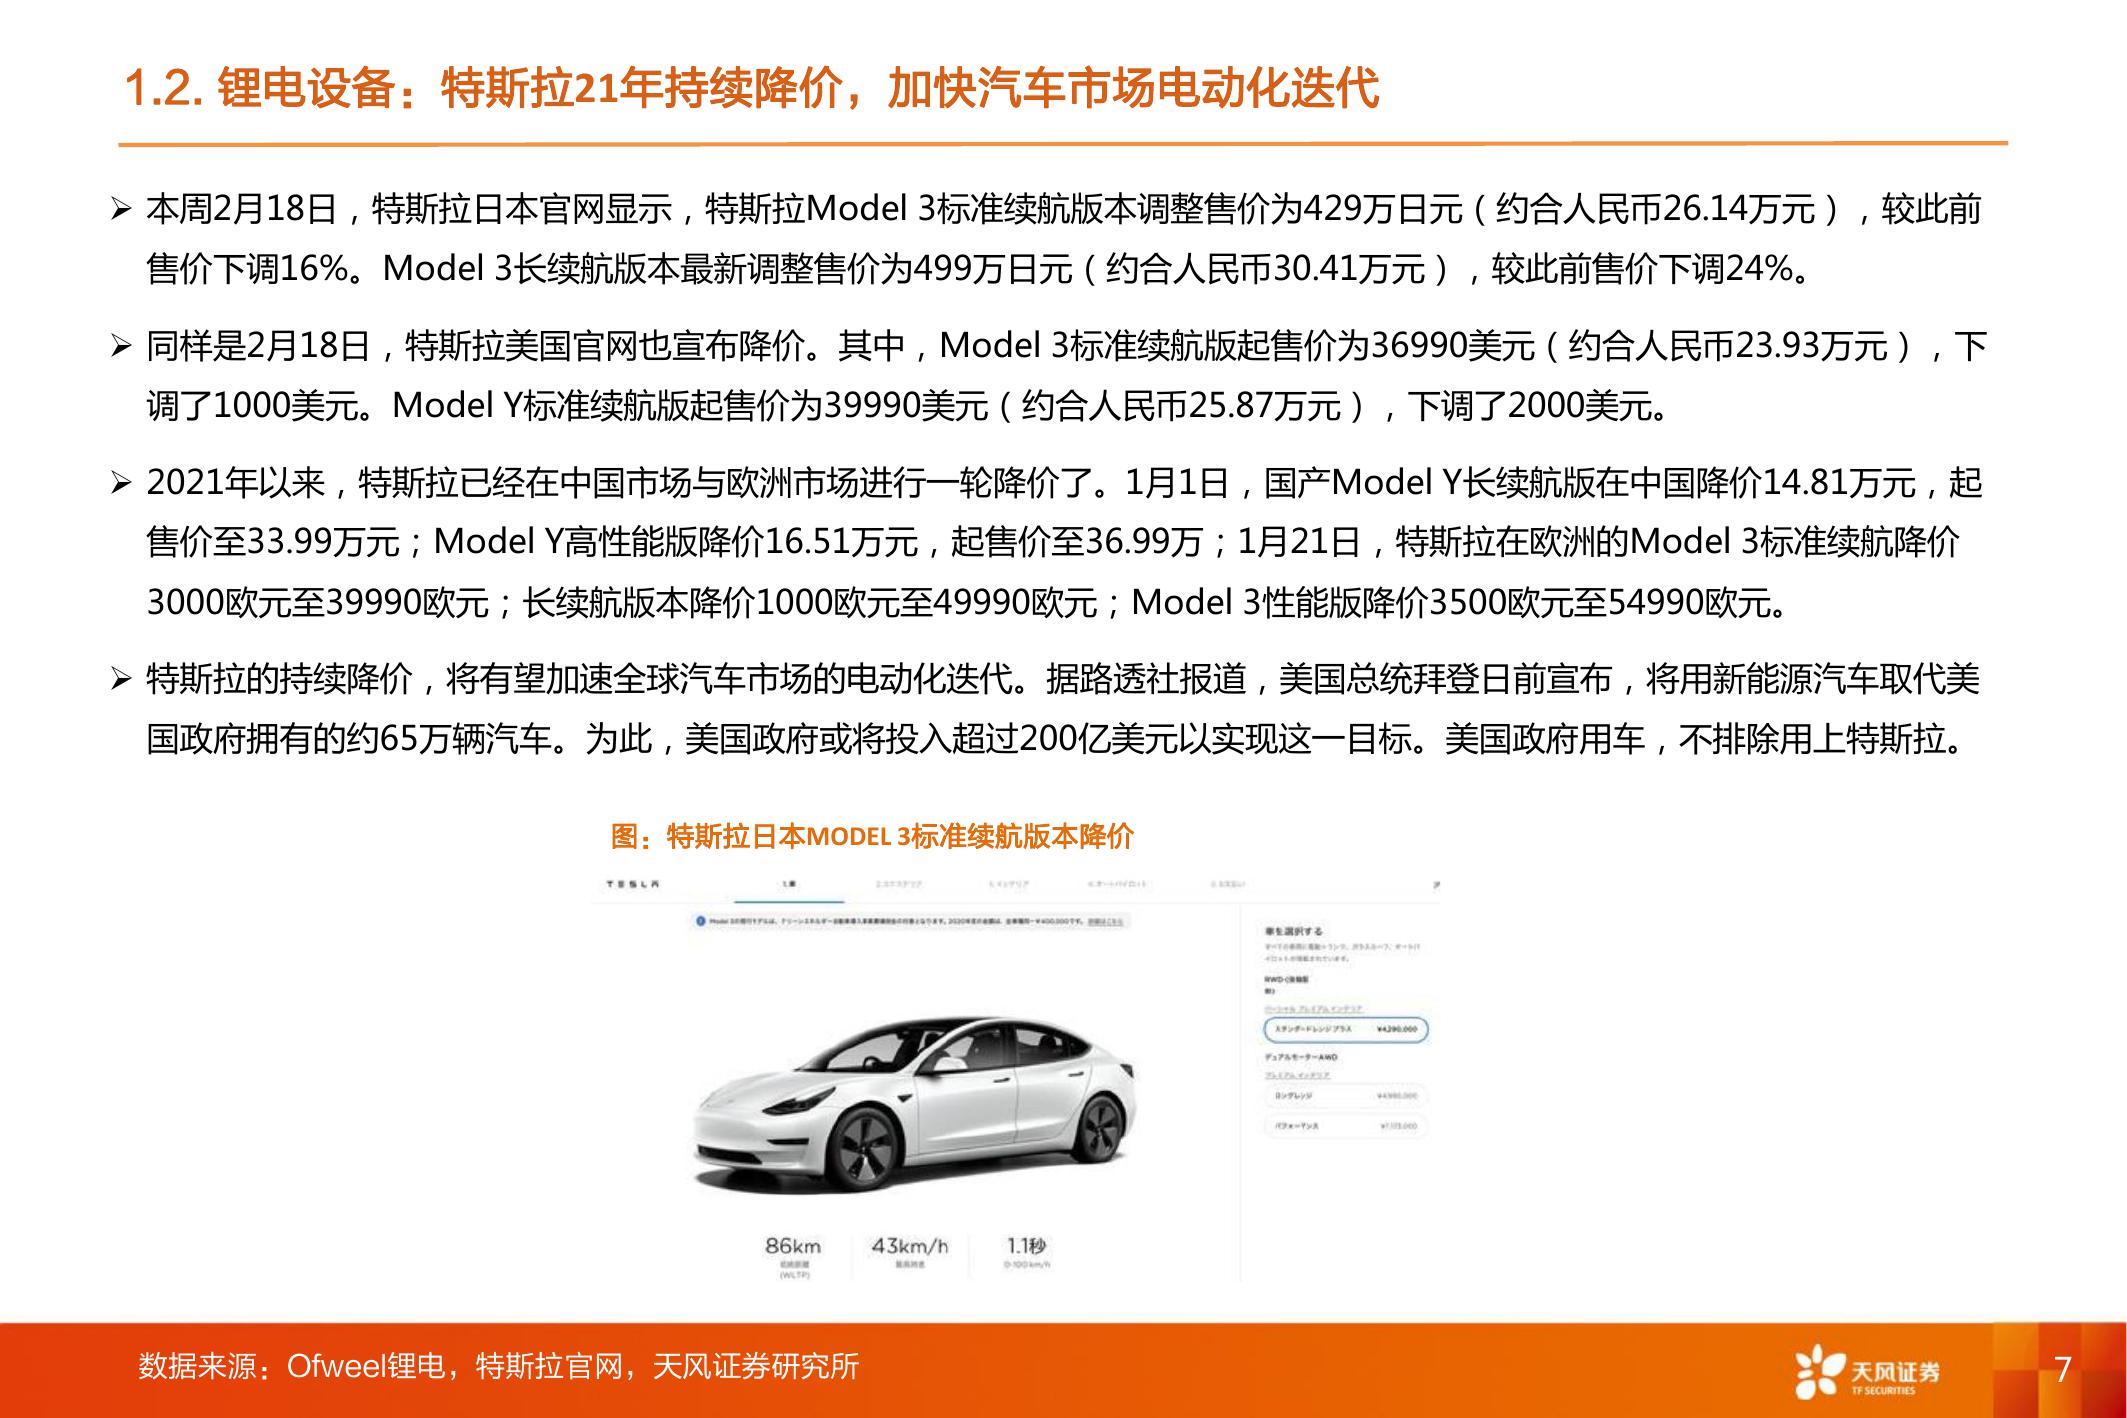 1.2. 锂电设备：特斯拉21年持续降价，加快汽车市场电动化迭代
本周2月18日，特斯拉日本官网显示，特斯拉Model 3标准续航版本调整售价为429万日元（约合人民币26.14万元），较此前
售价下调16%。Model 3长续航版本最新调整售价为499万日元（约合人民币30.41万元），较此前售价下调24%。
同样是2月18日，特斯拉美国官网也宣布降价。其中，Model 3标准续航版起售价为36990美元（约合人民币23.93万元），下
调了1000美元。Model Y标准续航版起售价为39990美元（约合人民币25.87万元），下调了2000美元。
2021年以来，特斯拉已经在中国市场与欧洲市场进行一轮降价了。1月1日，国产Model Y长续航版在中国降价14.81万元，起
售价至33.99万元；Model Y高性能版降价16.51万元，起售价至36.99万；1月21日，特斯拉在欧洲的Model 3标准续航降价
3000欧元至39990欧元；长续航版本降价1000欧元至49990欧元；Model 3性能版降价3500欧元至54990欧元。
特斯拉的持续降价，将有望加速全球汽车市场的电动化迭代。据路透社报道，美国总统拜登日前宣布，将用新能源汽车取代美
国政府拥有的约65万辆汽车。为此，美国政府或将投入超过200亿美元以实现这一目标。美国政府用车，不排除用上特斯拉。
图：特斯拉日本MODEL 3标准续航版本降价
TESLA
車を選択する
スタンダードレンジ プラス ¥4,290,000
デュアルモーターAWD
プレミアム インテリア
ロングレンジ
パフォーマンス
86km 43km/h 1.1秒
(WLTP) 0-100 km/h
数据来源：Ofweel锂电，特斯拉官网，天风证券研究所
天风证券
TF SECURITIES
7